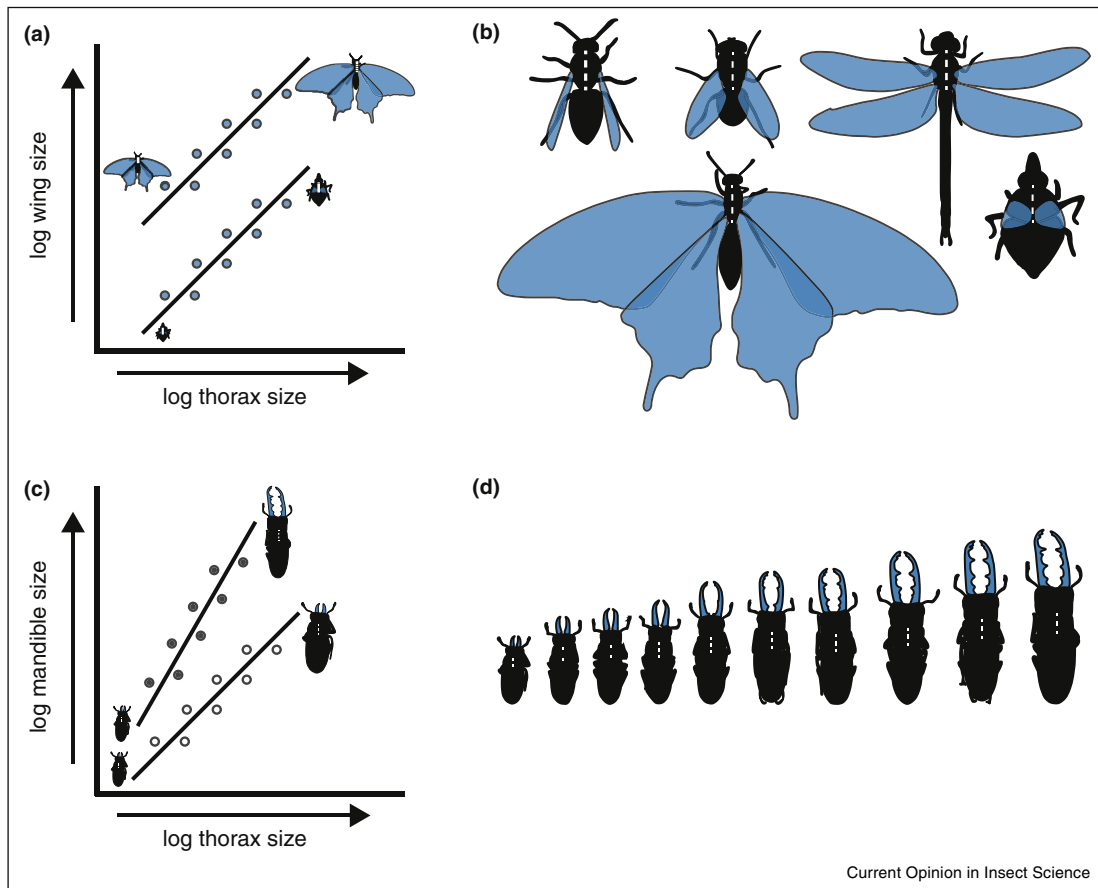 (a)
log wing size
log thorax size
(b)
(c)
log mandible size
log thorax size
(d)
Current Opinion in Insect Science